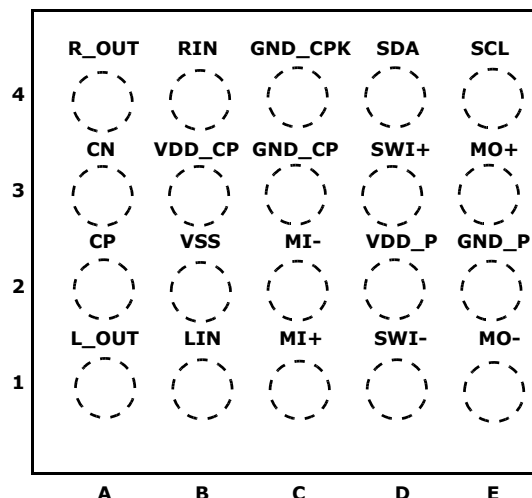 R_OUT RIN GND_CPK SDA SCL
4
CN VDD_CP GND_CP SWI+ MO+
3
CP VSS MI- VDD_P GND_P
2
L_OUT LIN MI+ SWI- MO-
1
A B C D E